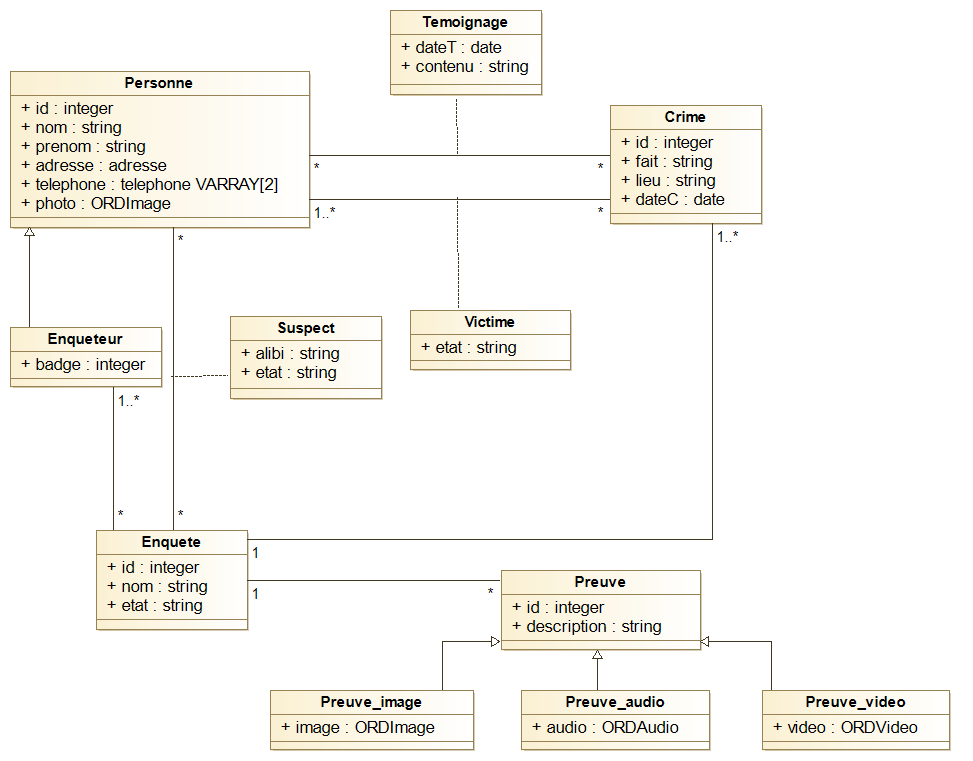 Temoignage
+ dateT : date
+ contenu : string
Personne
+ id : integer
+ nom : string
+ prenom : string
+ adresse : adresse
+ telephone : telephone VARRAY[2]
+ photo : ORDImage
Crime
+ id : integer
+ fait : string
+ lieu : string
+ dateC : date
*
*
1..*
*
*
1..*
Enqueteur
+ badge : integer
Suspect
+ alibi : string
+ etat : string
Victime
+ etat : string
1..*
*
*
Enquete
+ id : integer
+ nom : string
+ etat : string
1
1
*
Preuve
+ id : integer
+ description : string
Preuve_image
+ image : ORDImage
Preuve_audio
+ audio : ORDAudio
Preuve_video
+ video : ORDVideo